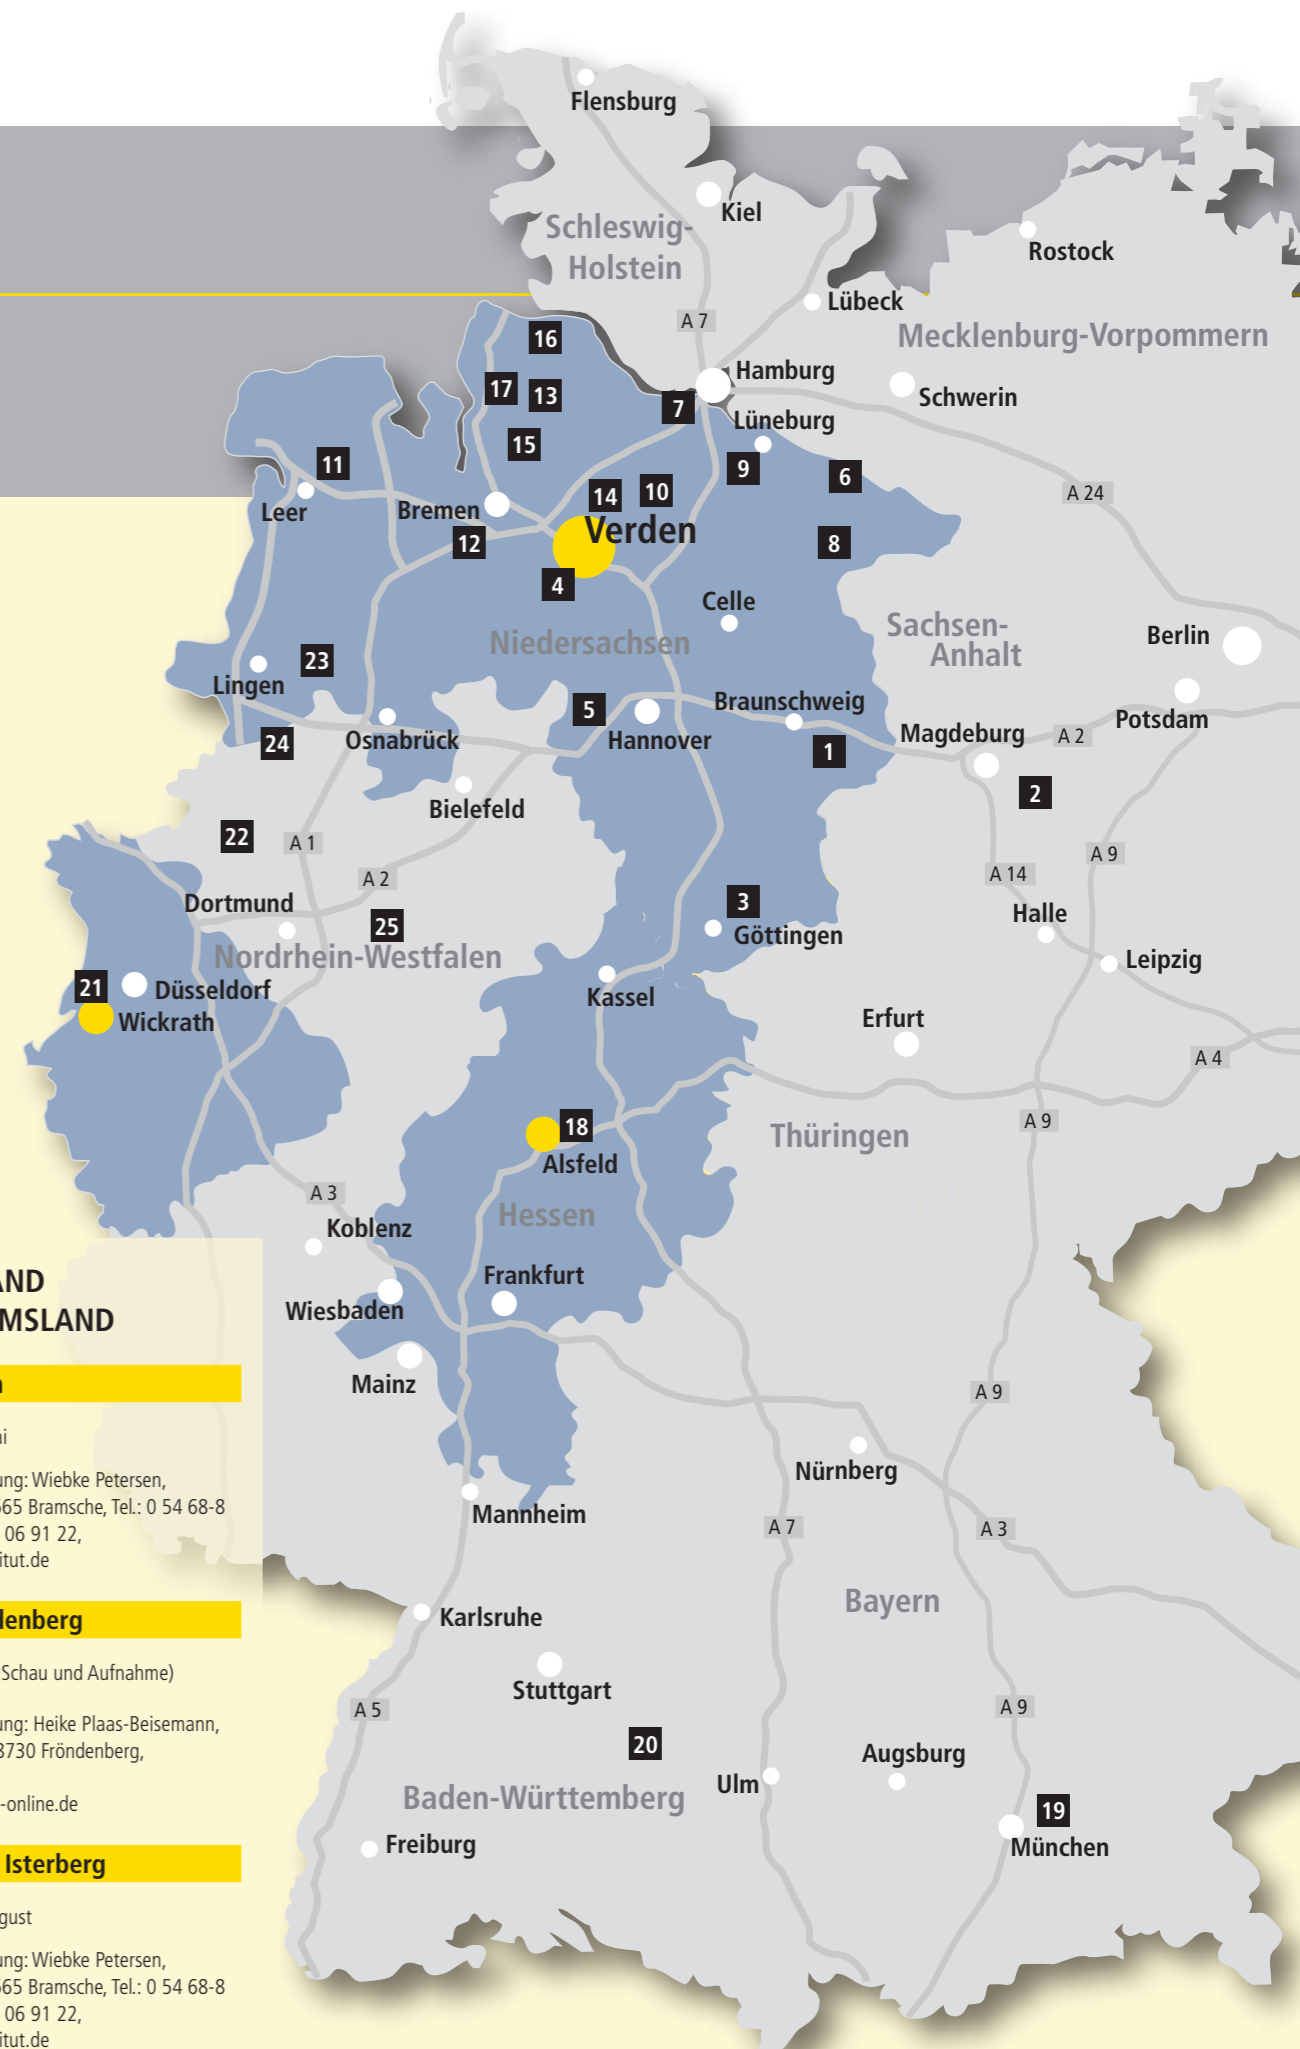 Flensburg
Kiel
Schleswig-
Holstein
Rostock
Lübeck
A 7
Mecklenburg-Vorpommern
16
Hamburg
Schwerin
17
13
7
Lüneburg
15
11
9
6
14
10
A 24
Leer
Bremen
Verden
12
8
4
Celle
Sachsen-
Anhalt
Berlin
Niedersachsen
23
Lingen
Braunschweig
5
Potsdam
Osnabrück
Hannover
Magdeburg
A 2
24
1
2
Bielefeld
22
A 1
A 9
A 2
A 14
Dortmund
3
Halle
25
Göttingen
Nordrhein-Westfalen
Leipzig
21
Düsseldorf
Kassel
Wickrath
Erfurt
A 4
18
A 9
Thüringen
Alsfeld
A 3
Hessen
Koblenz
Frankfurt
Wiesbaden
Mainz
A 9
Nürnberg
Mannheim
A 7
A 3
Bayern
Karlsruhe
Stuttgart
A 5
A 9
20
Augsburg
Ulm
Baden-Württemberg
19
Freiburg
München
AND
MSLAND
n
ai
ung: Wiebke Petersen,
565 Bramsche, Tel.: 0 54 68-8
06 91 22,
titut.de
denberg
Schau und Aufnahme)
ung: Heike Plaas-Beisemann,
8730 Fröndenberg,
-online.de
Isterberg
gust
ung: Wiebke Petersen,
565 Bramsche, Tel.: 0 54 68-8
06 91 22,
titut.de